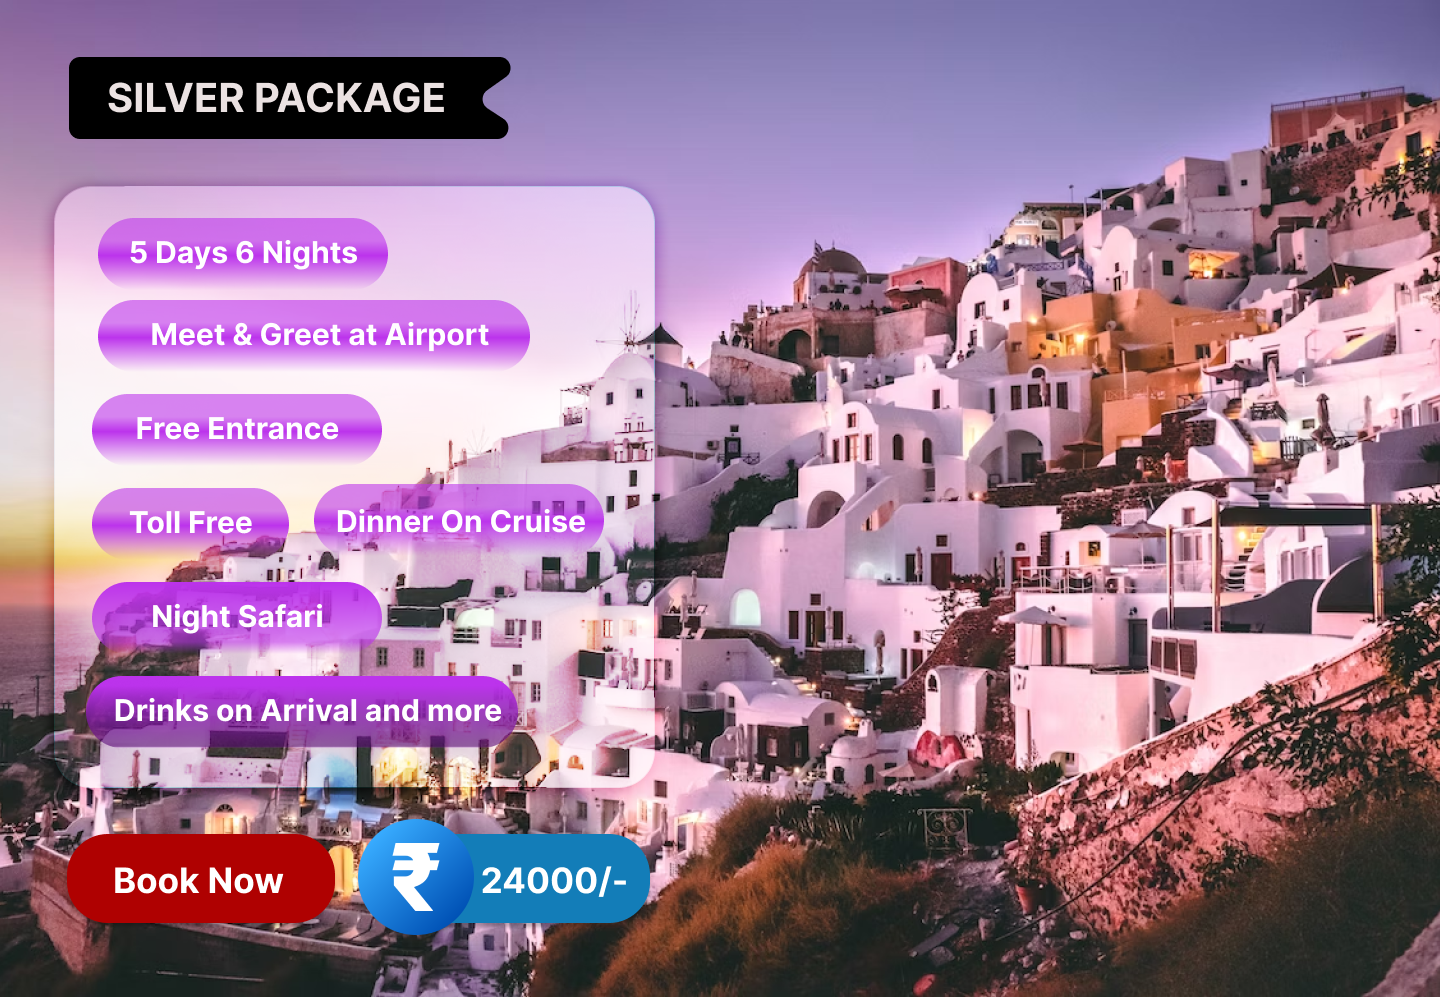 SILVER PACKAGE
5 Days 6 Nights
Meet & Greet at Airport
Free Entrance
Toll Free
Dinner On Cruise
Night Safari
Drinks on Arrival and more
Book Now
₹ 24000/-